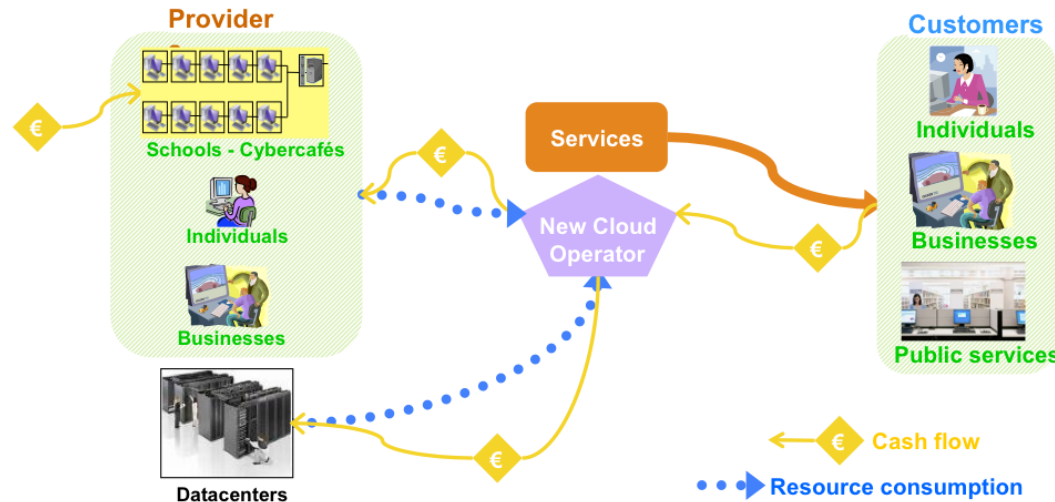 Provider
Customers
€
Schools - Cybercafés
Individuals
Businesses
Datacenters
€
Services
New Cloud
Operator
€
€
Individuals
Businesses
Public services
€
Cash flow
Resource consumption